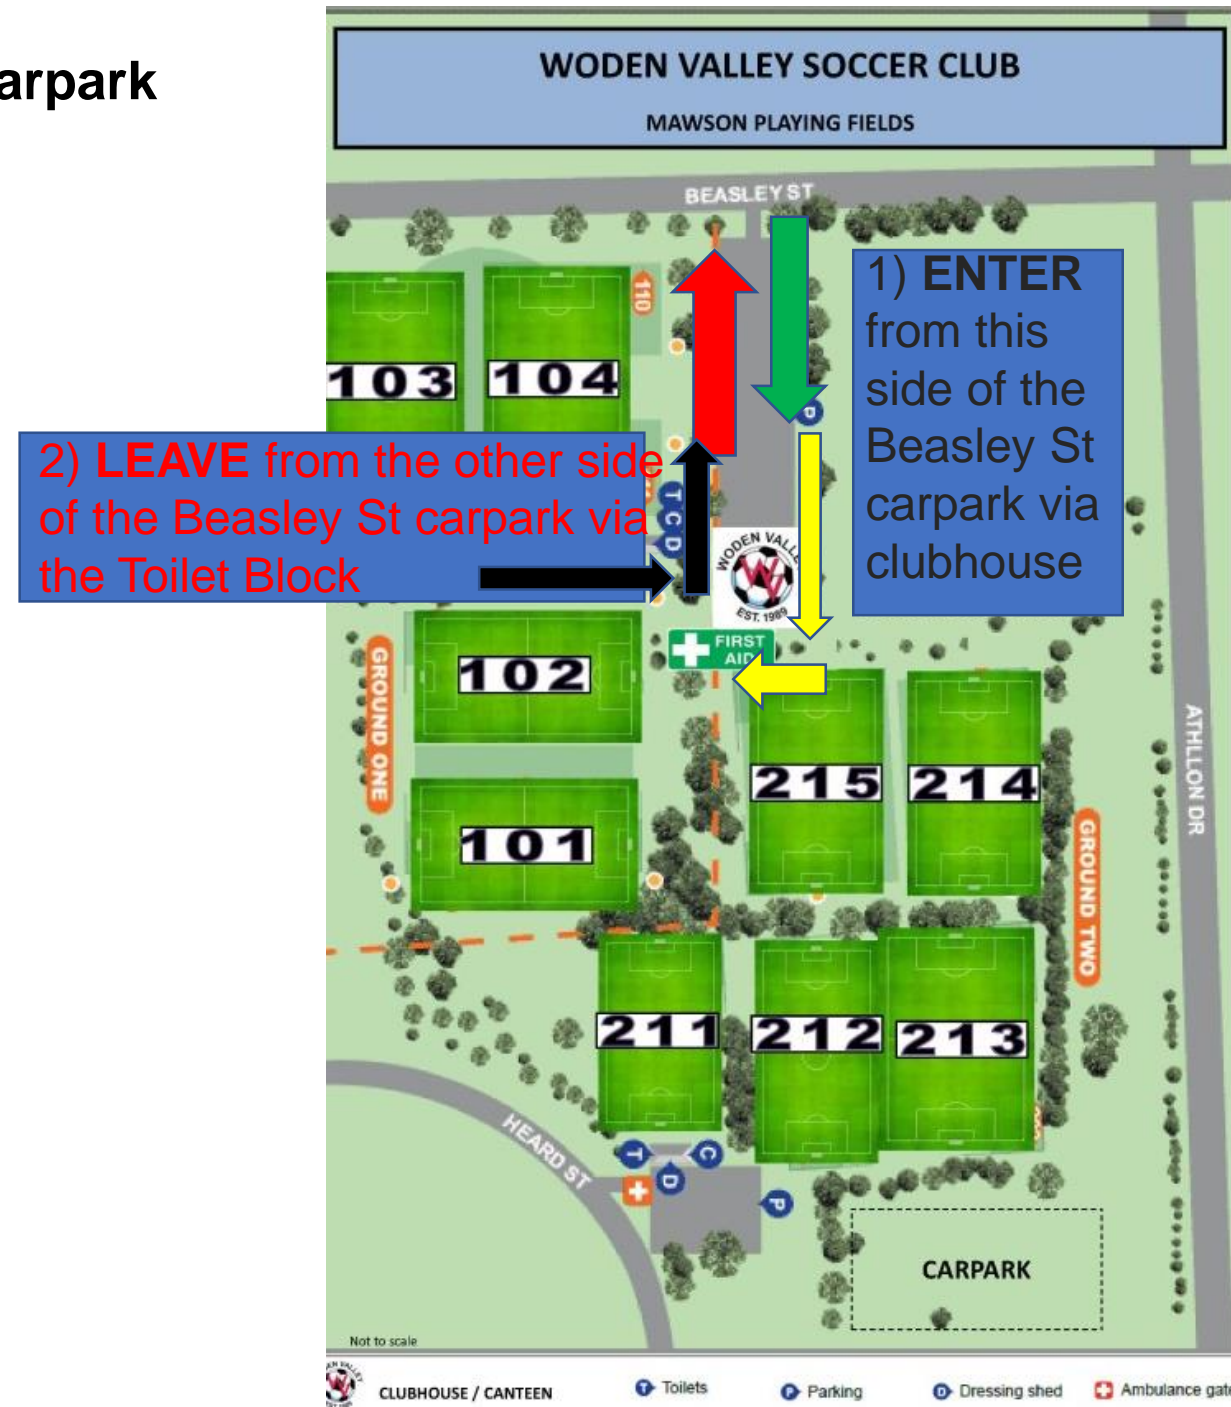 arpark
WODEN VALLEY SOCCER CLUB
MAWSON PLAYING FIELDS
BEASLEY ST
1) ENTER
from this
side of the
Beasley St
carpark via
clubhouse
110
103
104
P
2) LEAVE from the other side
of the Beasley St carpark via
the Toilet Block
T
C
D
WODEN VALLE
EST. 1989
FIRST
AID
GROUND ONE
102
101
215
214
ATHLLON DR
GROUND TWO
211
212
213
HEARD ST
T
C
D
P
CARPARK
Not to scale
CLUBHOUSE / CANTEEN
T Toilets
P Parking
D Dressing shed
Ambulance gate